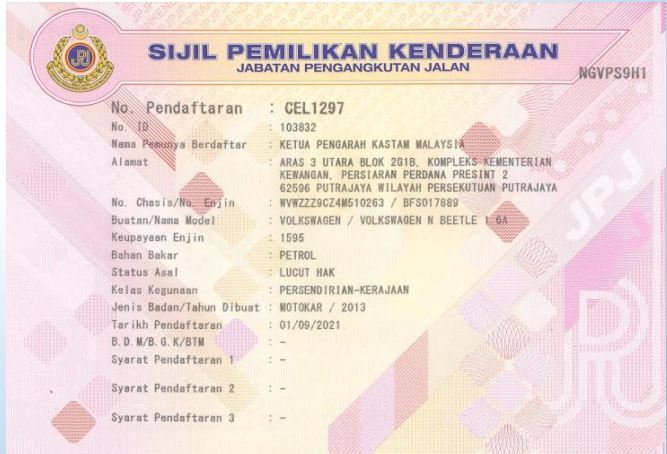 SIJIL PEMILIKAN KENDERAAN
JABATAN PENGANGKUTAN JALAN
NGVPS9H1
No. Pendaftaran : CEL1297
No. ID : 103832
Nama Pemunya Berdaftar : KETUA PENGARAH KASTAM MALAYSIA
Alamat : ARAS 3 UTARA BLOK 2G1B, KOMPLEKS KEMENTERIAN
KEWANGAN, PERSIARAN PERDANA PRESINT 2
62596 PUTRAJAYA WILAYAH PERSEKUTUAN PUTRAJAYA
No. Chasis/No. Enjin : WVWZZZ9CZ4M510263 / BFS017889
Buatan/Nama Model : VOLKSWAGEN / VOLKSWAGEN N BEETLE 1.6A
Keupayaan Enjin : 1595
Bahan Bakar : PETROL
Status Asal : LUCUT HAK
Kelas Kegunaan : PERSENDIRIAN-KERAJAAN
Jenis Badan/Tahun Dibuat : MOTOKAR / 2013
Tarikh Pendaftaran : 01/09/2021
B.D.M/B.G.K/BTM : -
Syarat Pendaftaran 1 : -
Syarat Pendaftaran 2 : -
Syarat Pendaftaran 3 : -
JPJ